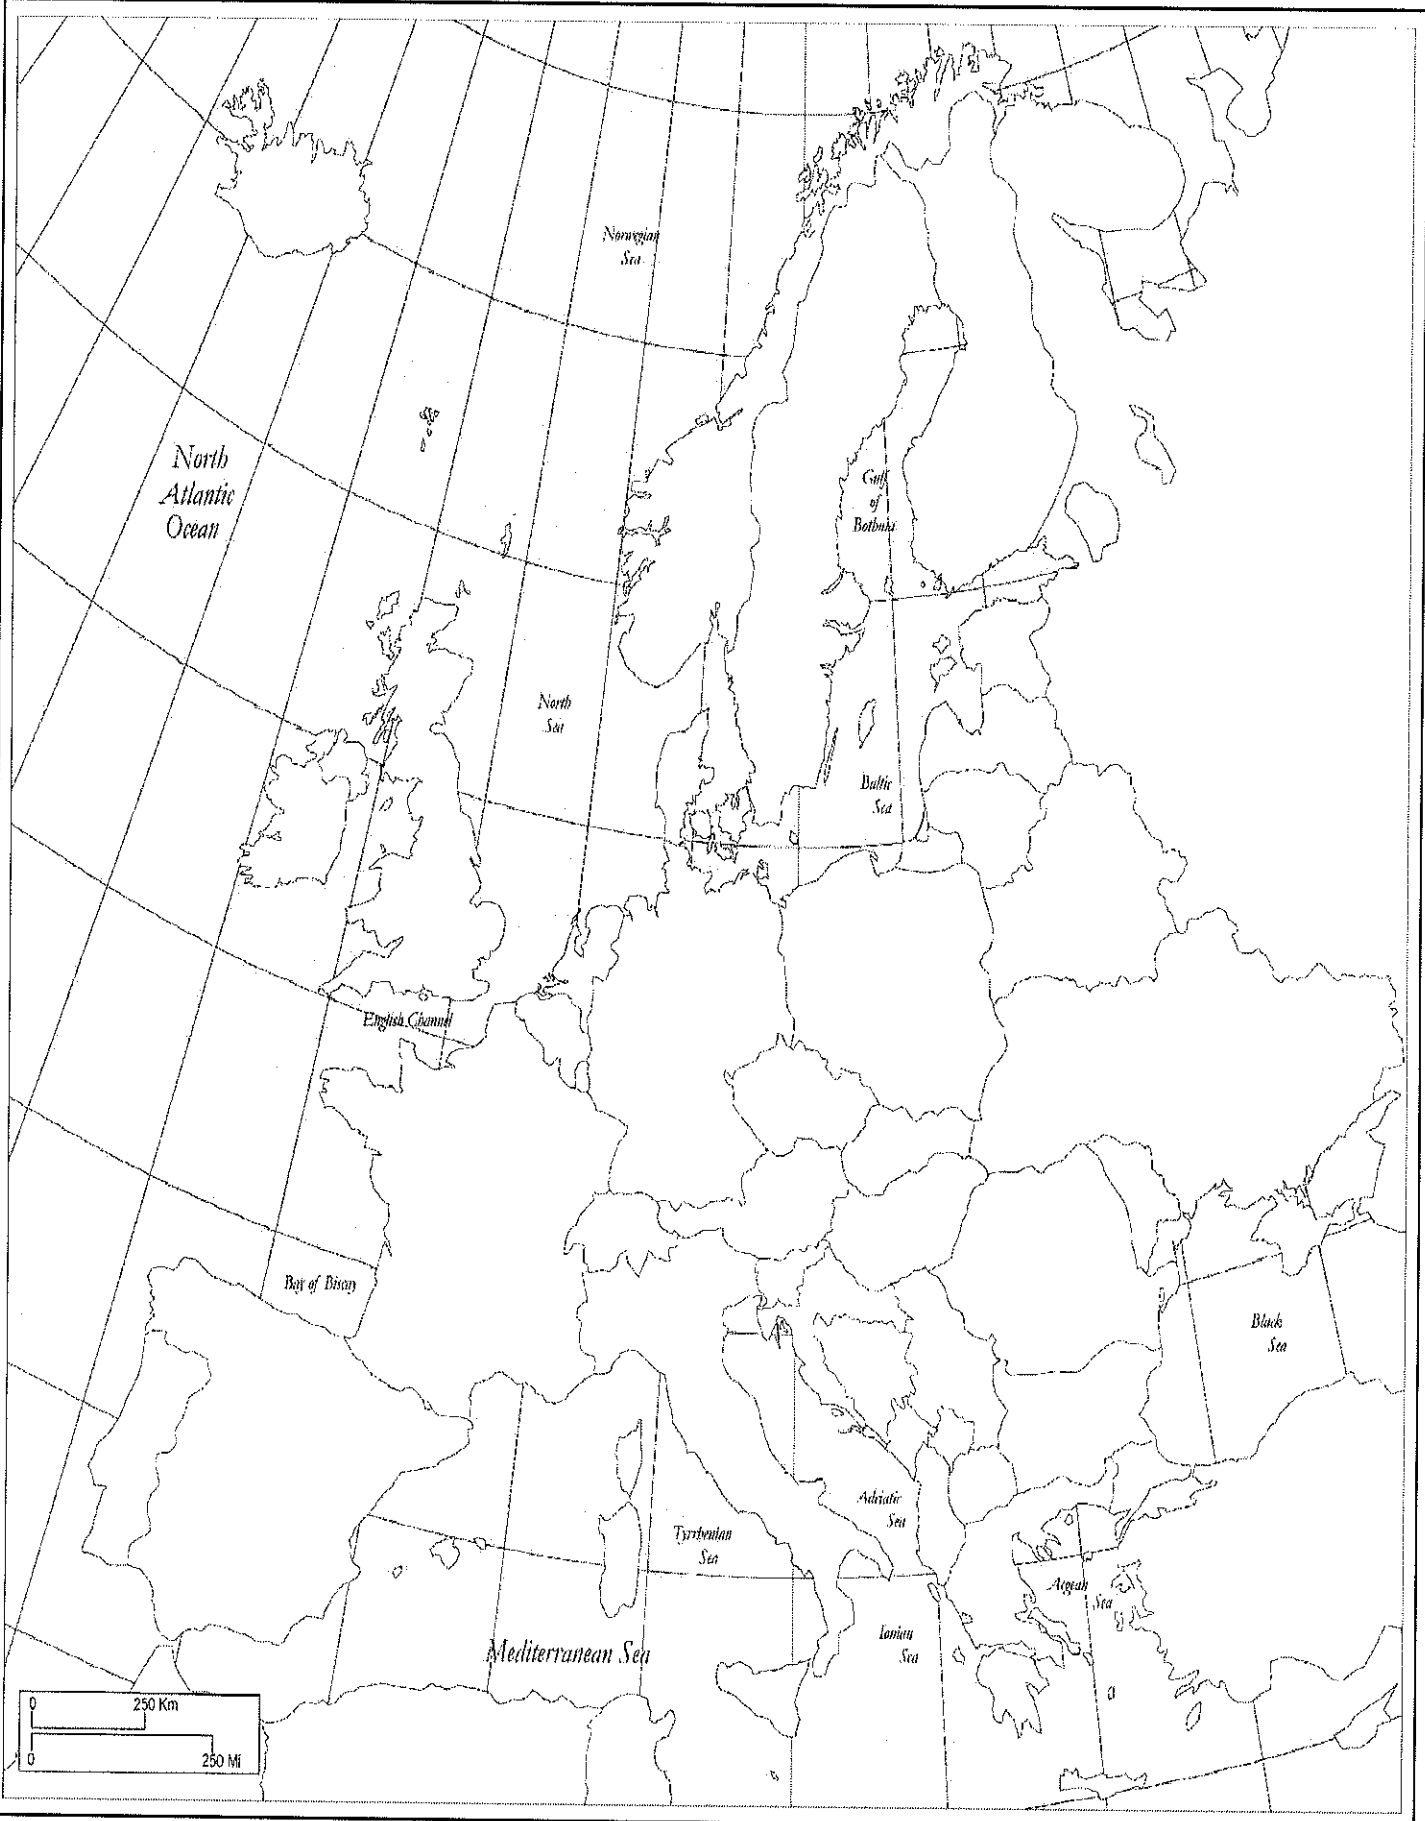 Norwegian
Sea
North
Atlantic
Ocean
Gulf
of
Bothnia
North
Sea
Baltic
Sea
English Channel
Bay of Biscay
Black
Sea
Adriatic
Sea
Tyrrhenian
Sea
Aegean
Sea
Ionian
Sea
Mediterranean Sea
0 250 Km
0 250 Mi